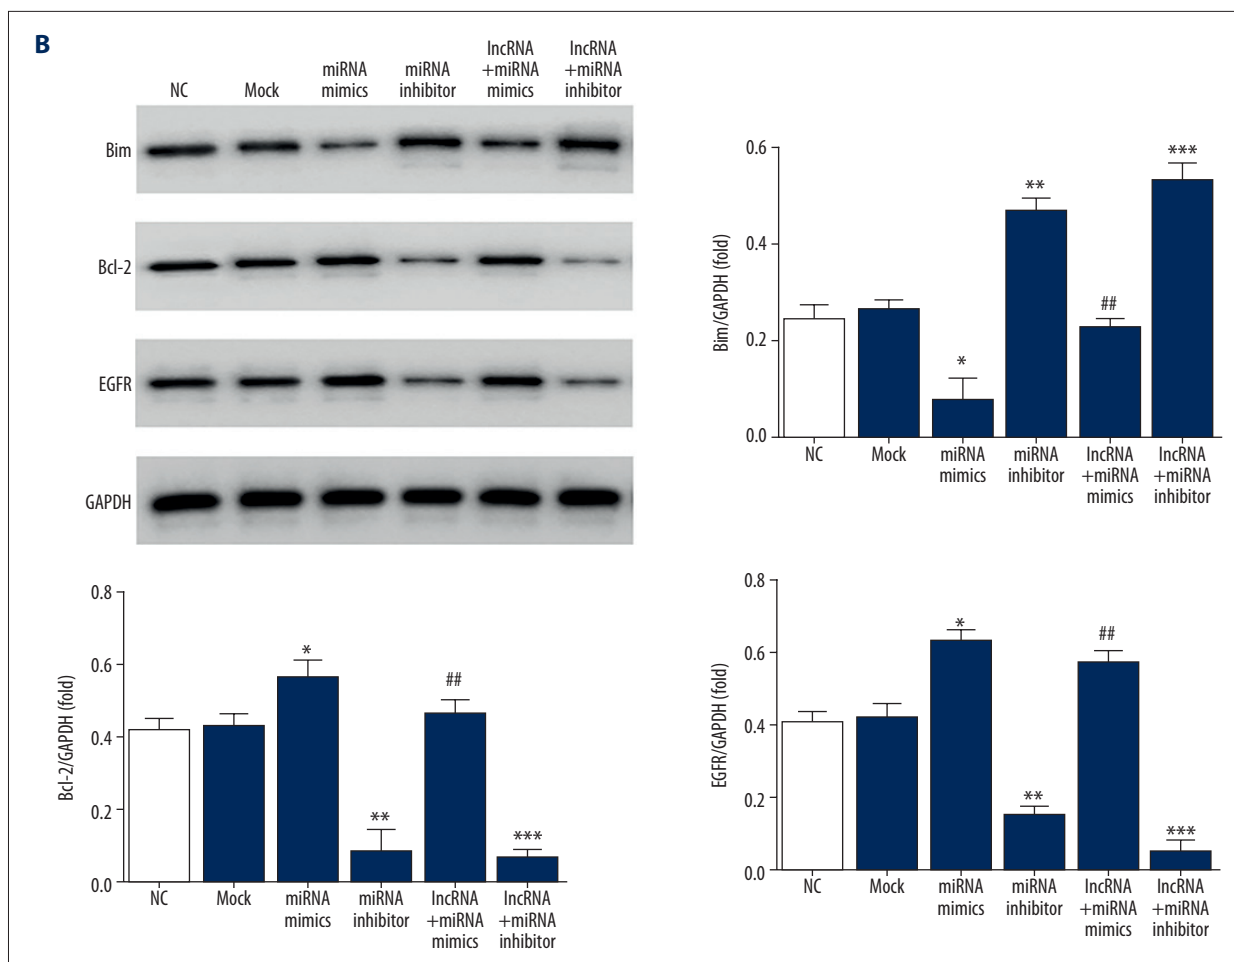 B
NC
Mock
miRNA
mimics
miRNA
inhibitor
lncRNA
+miRNA
mimics
lncRNA
+miRNA
inhibitor
Bim
Bcl-2
EGFR
GAPDH
Bim/GAPDH (fold)
0.6
0.4
0.2
0.0
*
**
##
***
NC
Mock
miRNA
mimics
miRNA
inhibitor
lncRNA
+miRNA
mimics
lncRNA
+miRNA
inhibitor
Bcl-2/GAPDH (fold)
0.8
0.6
0.4
0.2
0.0
*
**
##
***
NC
Mock
miRNA
mimics
miRNA
inhibitor
lncRNA
+miRNA
mimics
lncRNA
+miRNA
inhibitor
EGFR/GAPDH (fold)
0.8
0.6
0.4
0.2
0.0
*
**
##
***
NC
Mock
miRNA
mimics
miRNA
inhibitor
lncRNA
+miRNA
mimics
lncRNA
+miRNA
inhibitor